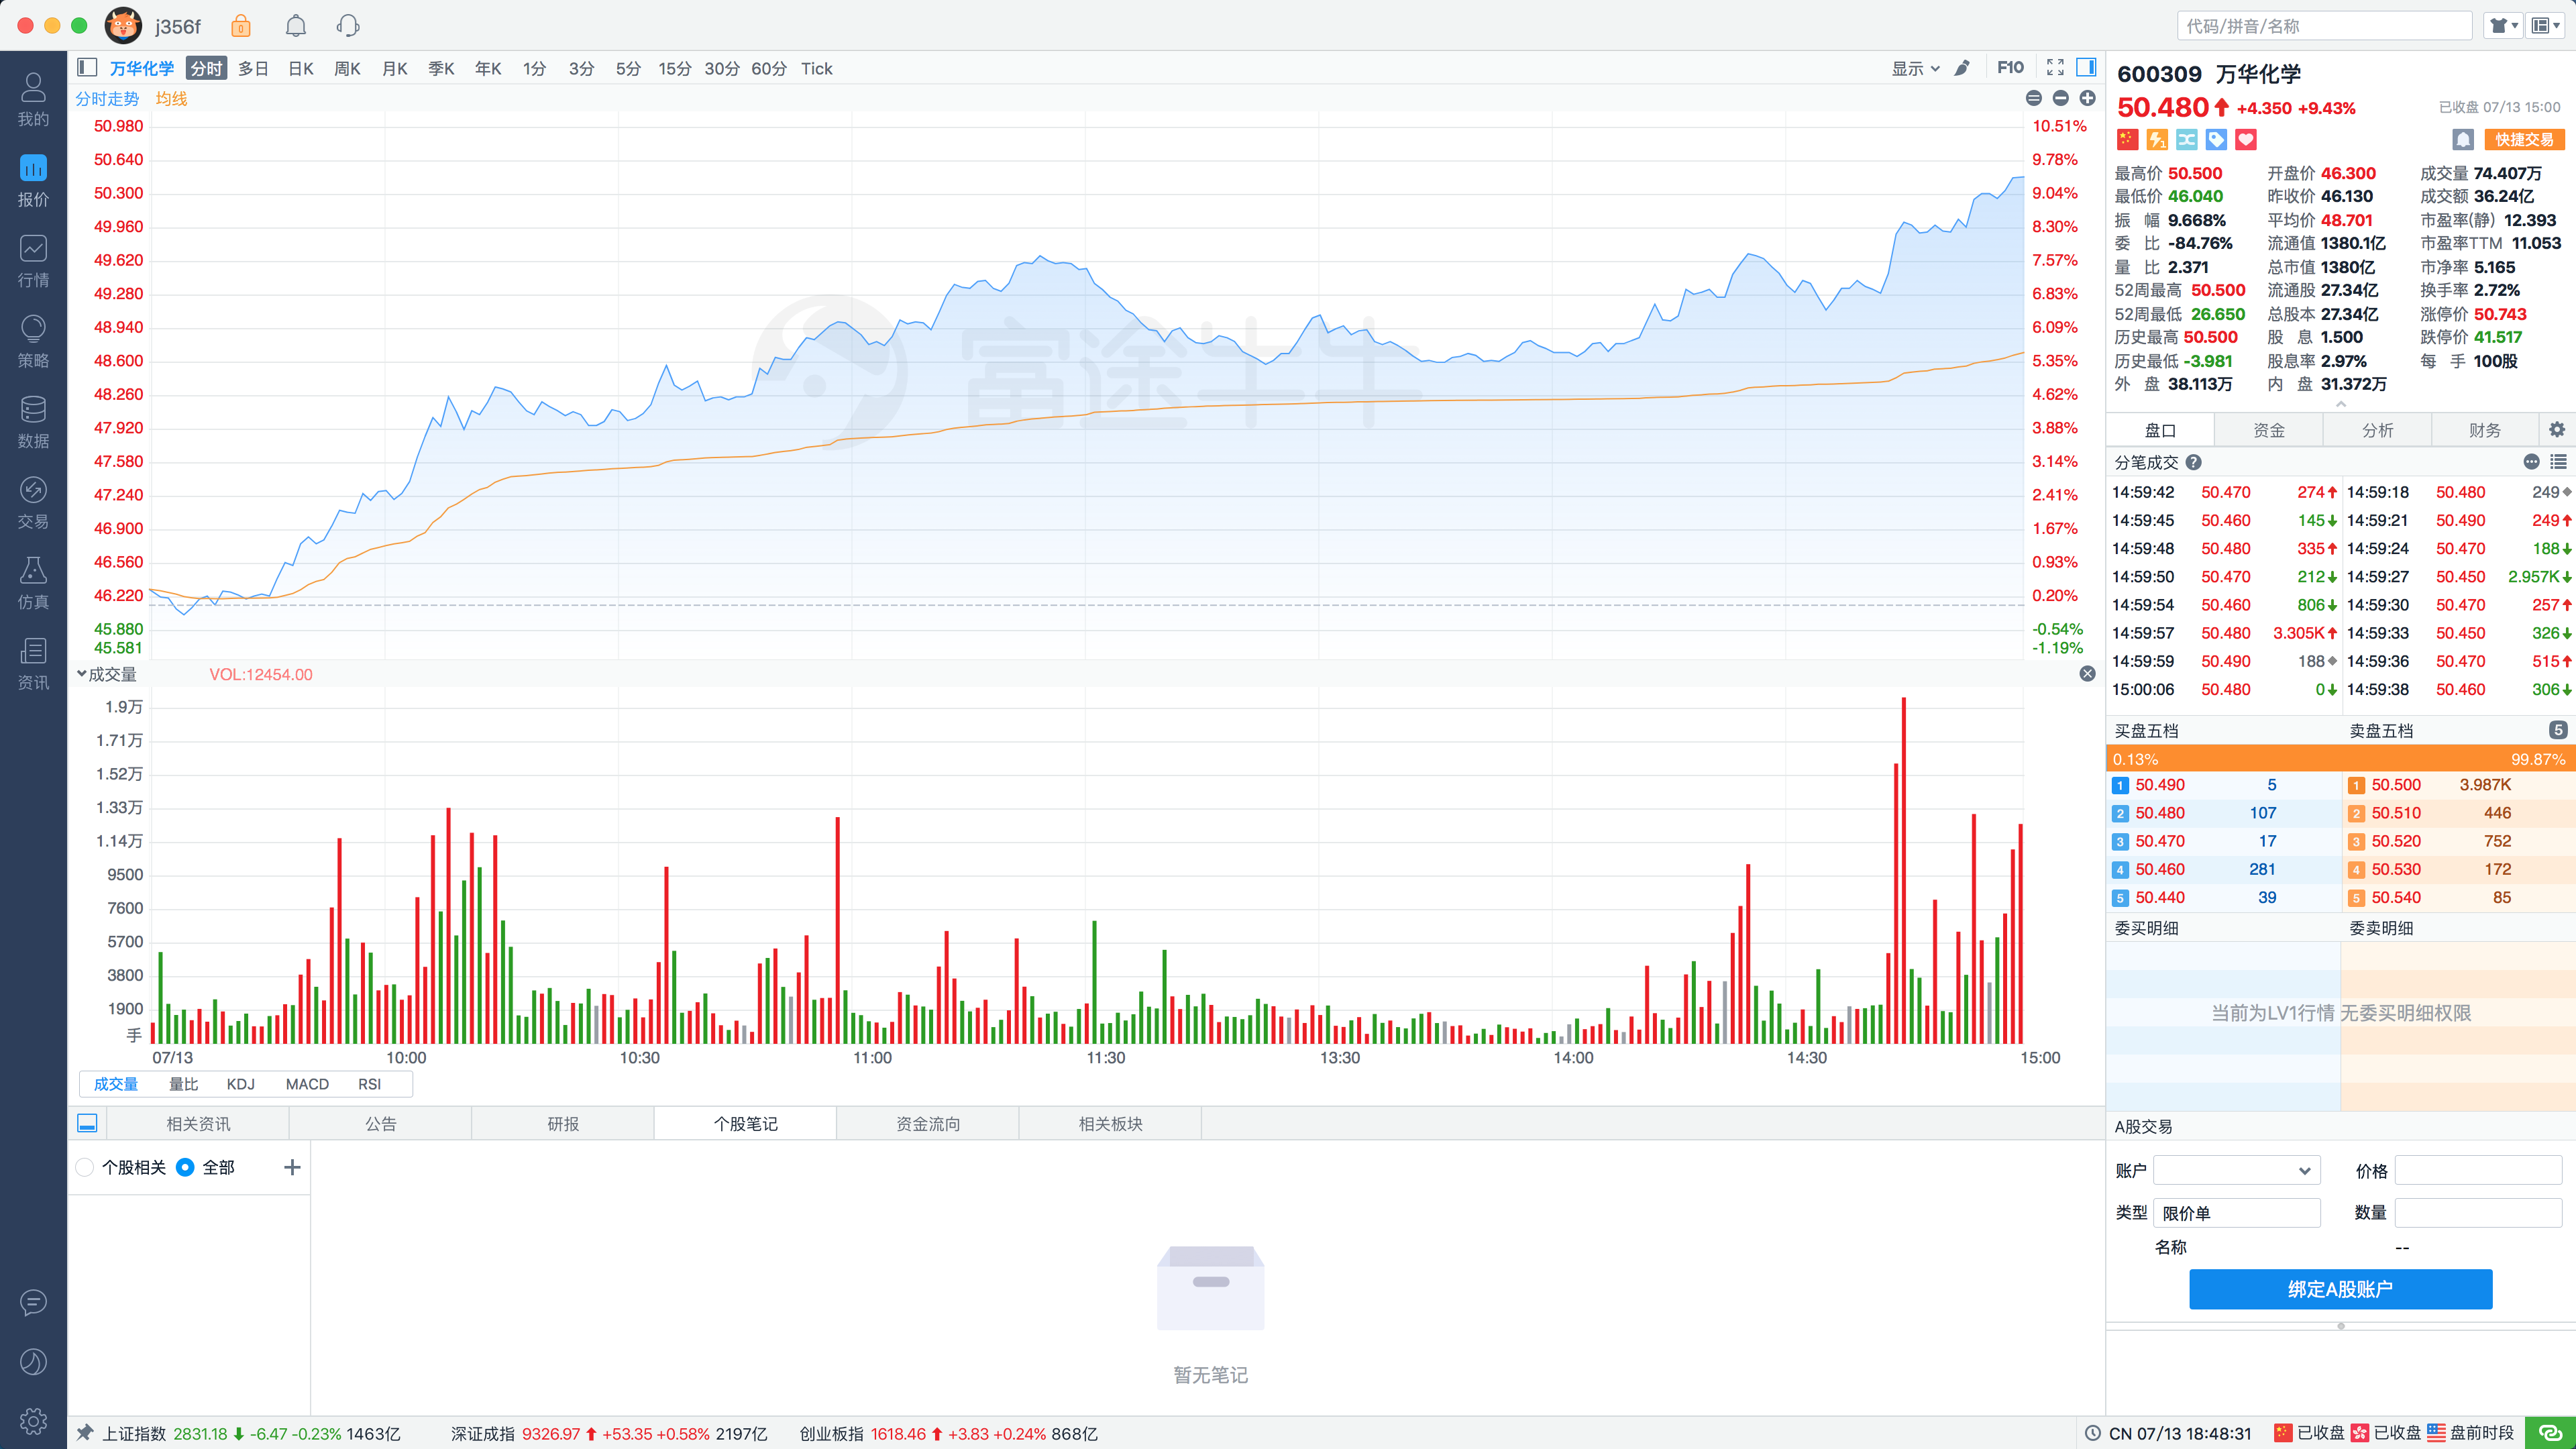 j356f
代码/拼音/名称
我的
报价
行情
策略
数据
交易
仿真
资讯
万华化学 分时 多日 日K 周K 月K 季K 年K 1分 3分 5分 15分 30分 60分 Tick 显示 F10
分时走势 均线
50.980 10.51%
50.640 9.78%
50.300 9.04%
49.960 8.30%
49.620 7.57%
49.280 6.83%
48.940 6.09%
48.600 5.35%
48.260 4.62%
47.920 3.88%
47.580 3.14%
47.240 2.41%
46.900 1.67%
46.560 0.93%
46.220 0.20%
45.880 -0.54%
45.581 -1.19%
富途牛牛
成交量 VOL:12454.00
1.9万
1.71万
1.52万
1.33万
1.14万
9500
7600
5700
3800
1900
手
07/13 10:00 10:30 11:00 11:30 13:30 14:00 14:30 15:00
成交量 量比 KDJ MACD RSI
相关资讯 公告 研报 个股笔记 资金流向 相关板块
个股相关 全部
暂无笔记
600309 万华化学
50.480 +4.350 +9.43% 已收盘 07/13 15:00
快捷交易
最高价 50.500 开盘价 46.300 成交量 74.407万
最低价 46.040 昨收价 46.130 成交额 36.24亿
振 幅 9.668% 平均价 48.701 市盈率(静) 12.393
委 比 -84.76% 流通值 1380.1亿 市盈率TTM 11.053
量 比 2.371 总市值 1380亿 市净率 5.165
52周最高 50.500 流通股 27.34亿 换手率 2.72%
52周最低 26.650 总股本 27.34亿 涨停价 50.743
历史最高 50.500 股 息 1.500 跌停价 41.517
历史最低 -3.981 股息率 2.97% 每 手 100股
外 盘 38.113万 内 盘 31.372万
盘口 资金 分析 财务
分笔成交
14:59:42 50.470 274 14:59:18 50.480 249
14:59:45 50.460 145 14:59:21 50.490 249
14:59:48 50.480 335 14:59:24 50.470 188
14:59:50 50.470 212 14:59:27 50.450 2.957K
14:59:54 50.460 806 14:59:30 50.470 257
14:59:57 50.480 3.305K 14:59:33 50.450 326
14:59:59 50.490 188 14:59:36 50.470 515
15:00:06 50.480 0 14:59:38 50.460 306
买盘五档 卖盘五档 5
0.13% 99.87%
1 50.490 5 1 50.500 3.987K
2 50.480 107 2 50.510 446
3 50.470 17 3 50.520 752
4 50.460 281 4 50.530 172
5 50.440 39 5 50.540 85
委买明细 委卖明细
当前为LV1行情 无委买明细权限
A股交易
账户 价格
类型 限价单 数量
名称 --
绑定A股账户
上证指数 2831.18 -6.47 -0.23% 1463亿 深证成指 9326.97 +53.35 +0.58% 2197亿 创业板指 1618.46 +3.83 +0.24% 868亿 CN 07/13 18:48:31 已收盘 已收盘 盘前时段